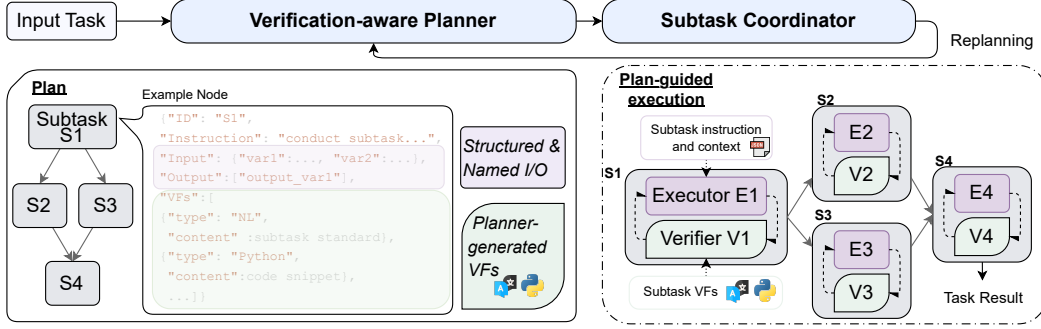 Input Task
Verification-aware Planner
Subtask Coordinator
Replanning
Plan
Example Node
Subtask
S1
S2
S3
S4
{"ID": "S1",
"Instruction": "conduct subtask...",
"Input": {"var1":..., "var2":...},
"Output":["output_var1"],
"VFs":[
{"type": "NL",
"content" :subtask standard},
{"type": "Python",
"content":code snippet},
...]}
Structured &
Named I/O
Planner-
generated
VFs
Plan-guided
execution
Subtask instruction
and context
S1
Executor E1
Verifier V1
Subtask VFs
S2
E2
V2
S3
E3
V3
S4
E4
V4
Task Result